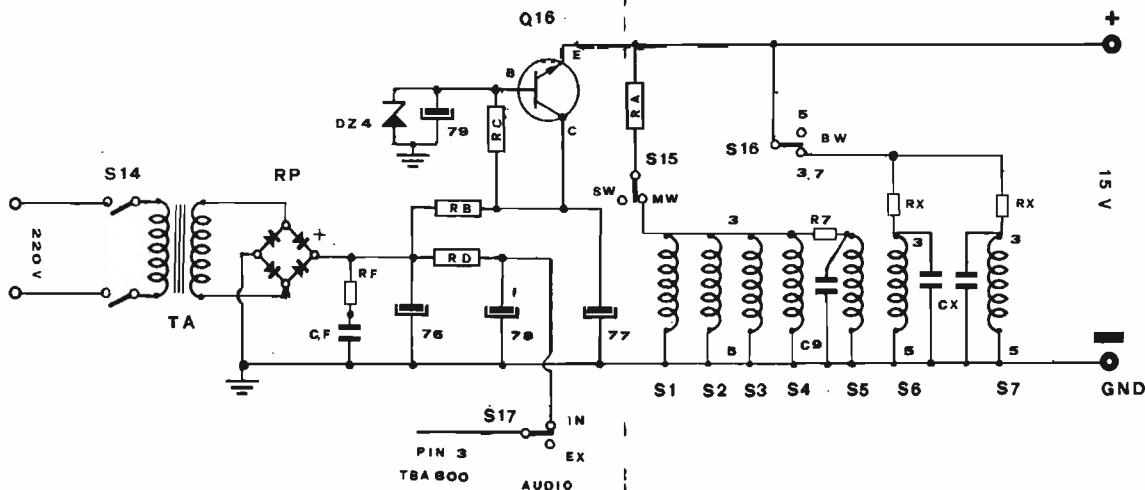 Q16
+
E
B
DZ4
79
RC
C
RA
S15
S16
5
BW
3,7
SW
MW
15 V
S14
RP
220V
TA
+
RB
RD
RF
C,F
76
78
77
3
R7
RX
RX
3
3
CX
5
C9
5
5
S1
S2
S3
S4
S5
S6
S7
GND
S17
IN
EX
PIN 3
TBA 800
AUDIO